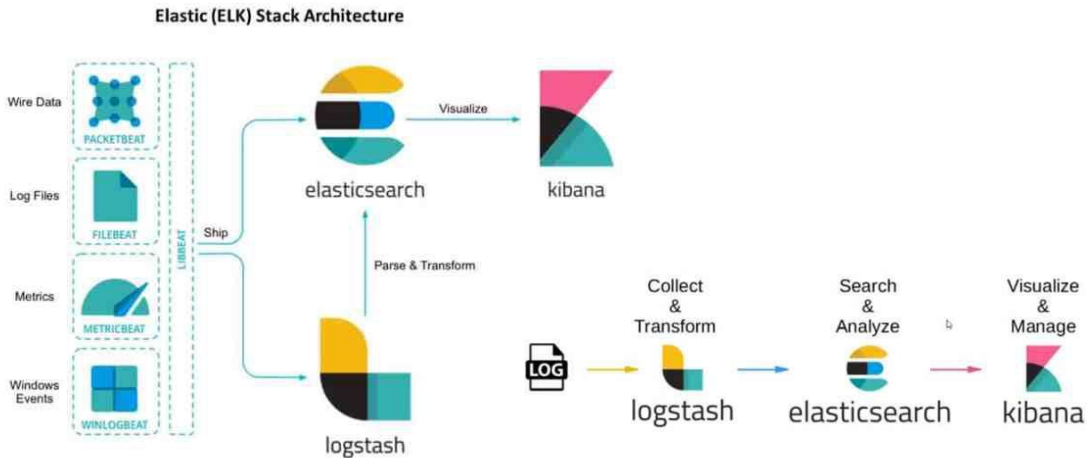 Elastic (ELK) Stack Architecture
Wire Data
PACKETBEAT
Log Files
FILEBEAT
Metrics
METRICBEAT
Windows
Events
WINLOGBEAT
LIBBEAT
Ship
elasticsearch
Visualize
kibana
Parse & Transform
logstash
LOG
Collect
&
Transform
logstash
Search
&
Analyze
elasticsearch
Visualize
&
Manage
kibana